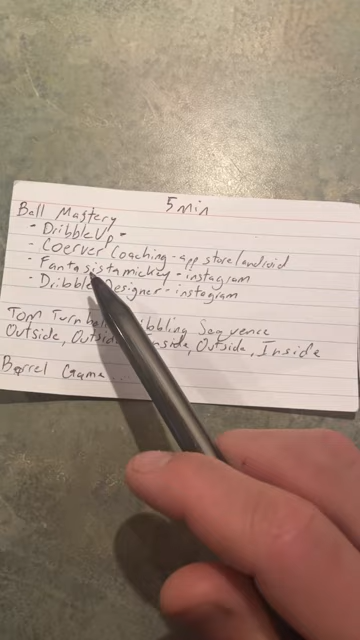 5 min
Ball Mastery
- DribbleUp -
- Coerver Coaching - app store/android
- Fantasistamickey - instagram
- Dribble Designer - instagram
Tom Turnbull Dribbling Sequence
Outside, Outside, Inside, Outside, Inside
Barrel Game...